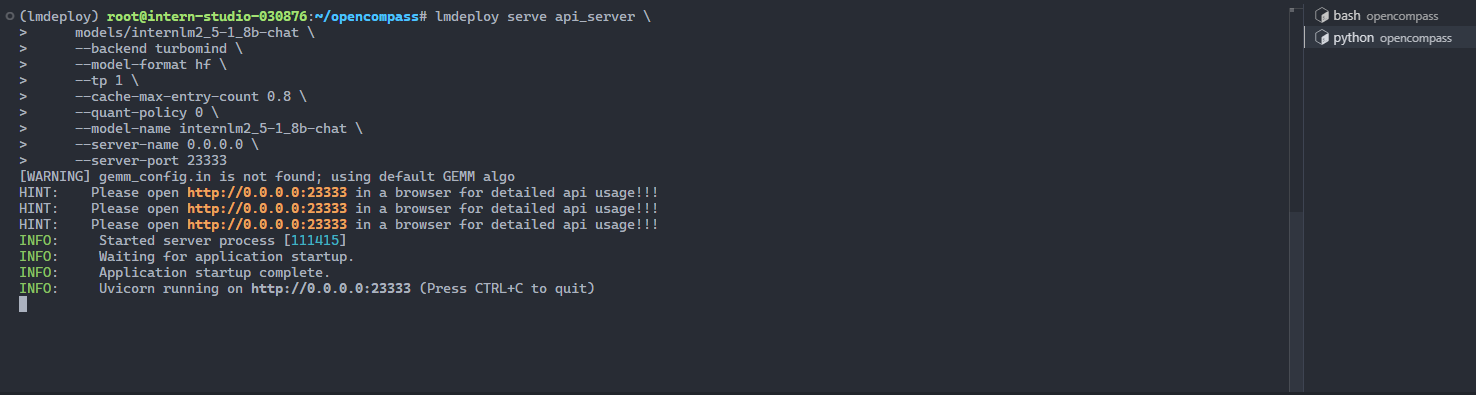 (lmdeploy) root@intern-studio-030876:~/opencompass# lmdeploy serve api_server \
>      models/internlm2_5-1_8b-chat \
>      --backend turbomind \
>      --model-format hf \
>      --tp 1 \
>      --cache-max-entry-count 0.8 \
>      --quant-policy 0 \
>      --model-name internlm2_5-1_8b-chat \
>      --server-name 0.0.0.0 \
>      --server-port 23333
[WARNING] gemm_config.in is not found; using default GEMM algo
HINT:    Please open http://0.0.0.0:23333 in a browser for detailed api usage!!!
HINT:    Please open http://0.0.0.0:23333 in a browser for detailed api usage!!!
HINT:    Please open http://0.0.0.0:23333 in a browser for detailed api usage!!!
INFO:     Started server process [111415]
INFO:     Waiting for application startup.
INFO:     Application startup complete.
INFO:     Uvicorn running on http://0.0.0.0:23333 (Press CTRL+C to quit)
bash opencompass
python opencompass